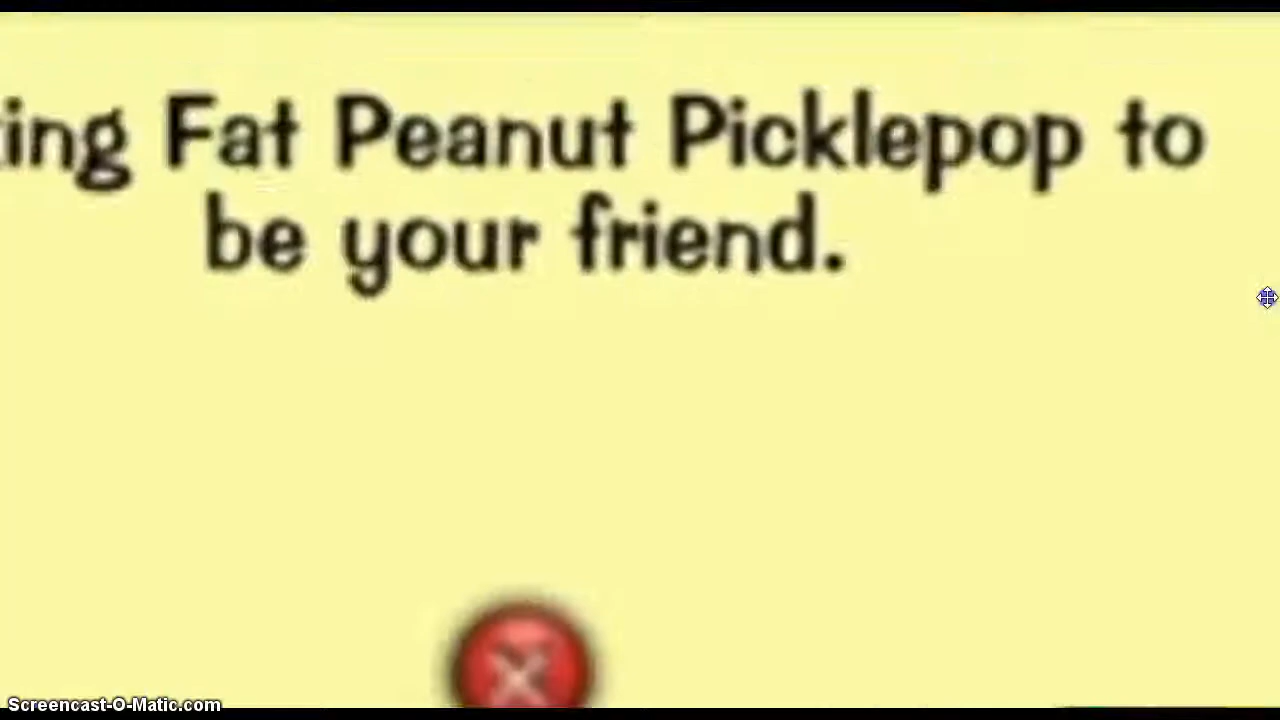 ing Fat Peanut Picklepop to
be your friend.
Screencast-O-Matic.com